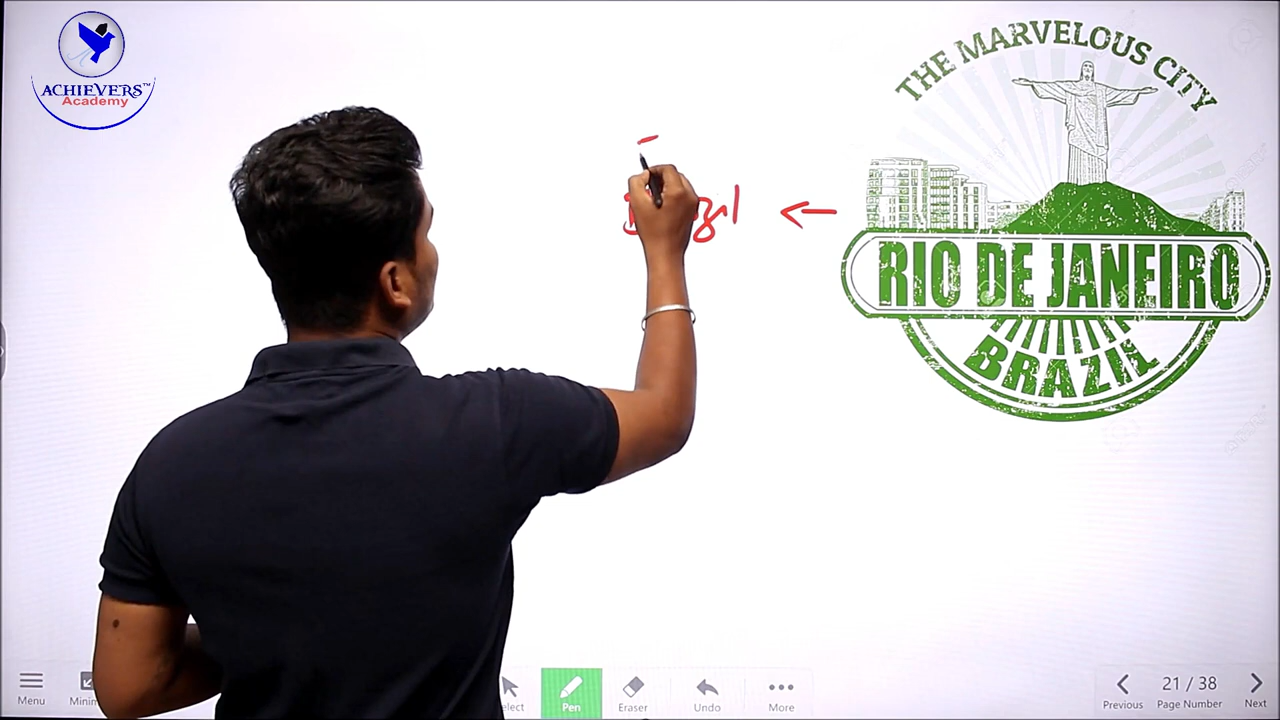 ACHIEVERS™
Academy
THE MARVELOUS CITY
RIO DE JANEIRO
BRAZIL
←
Menu
Pen
Eraser
Undo
More
Previous
21 / 38
Page Number
Next